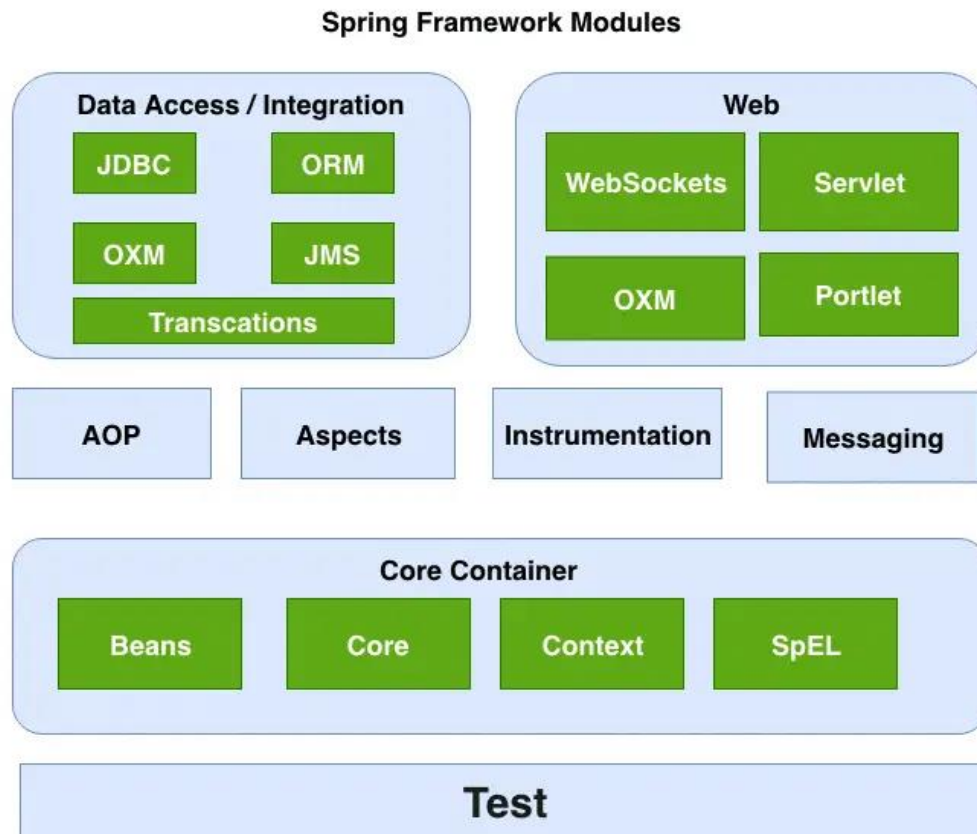 Spring Framework Modules
Data Access / Integration
JDBC
ORM
OXM
JMS
Transcations
Web
WebSockets
Servlet
OXM
Portlet
AOP
Aspects
Instrumentation
Messaging
Core Container
Beans
Core
Context
SpEL
Test